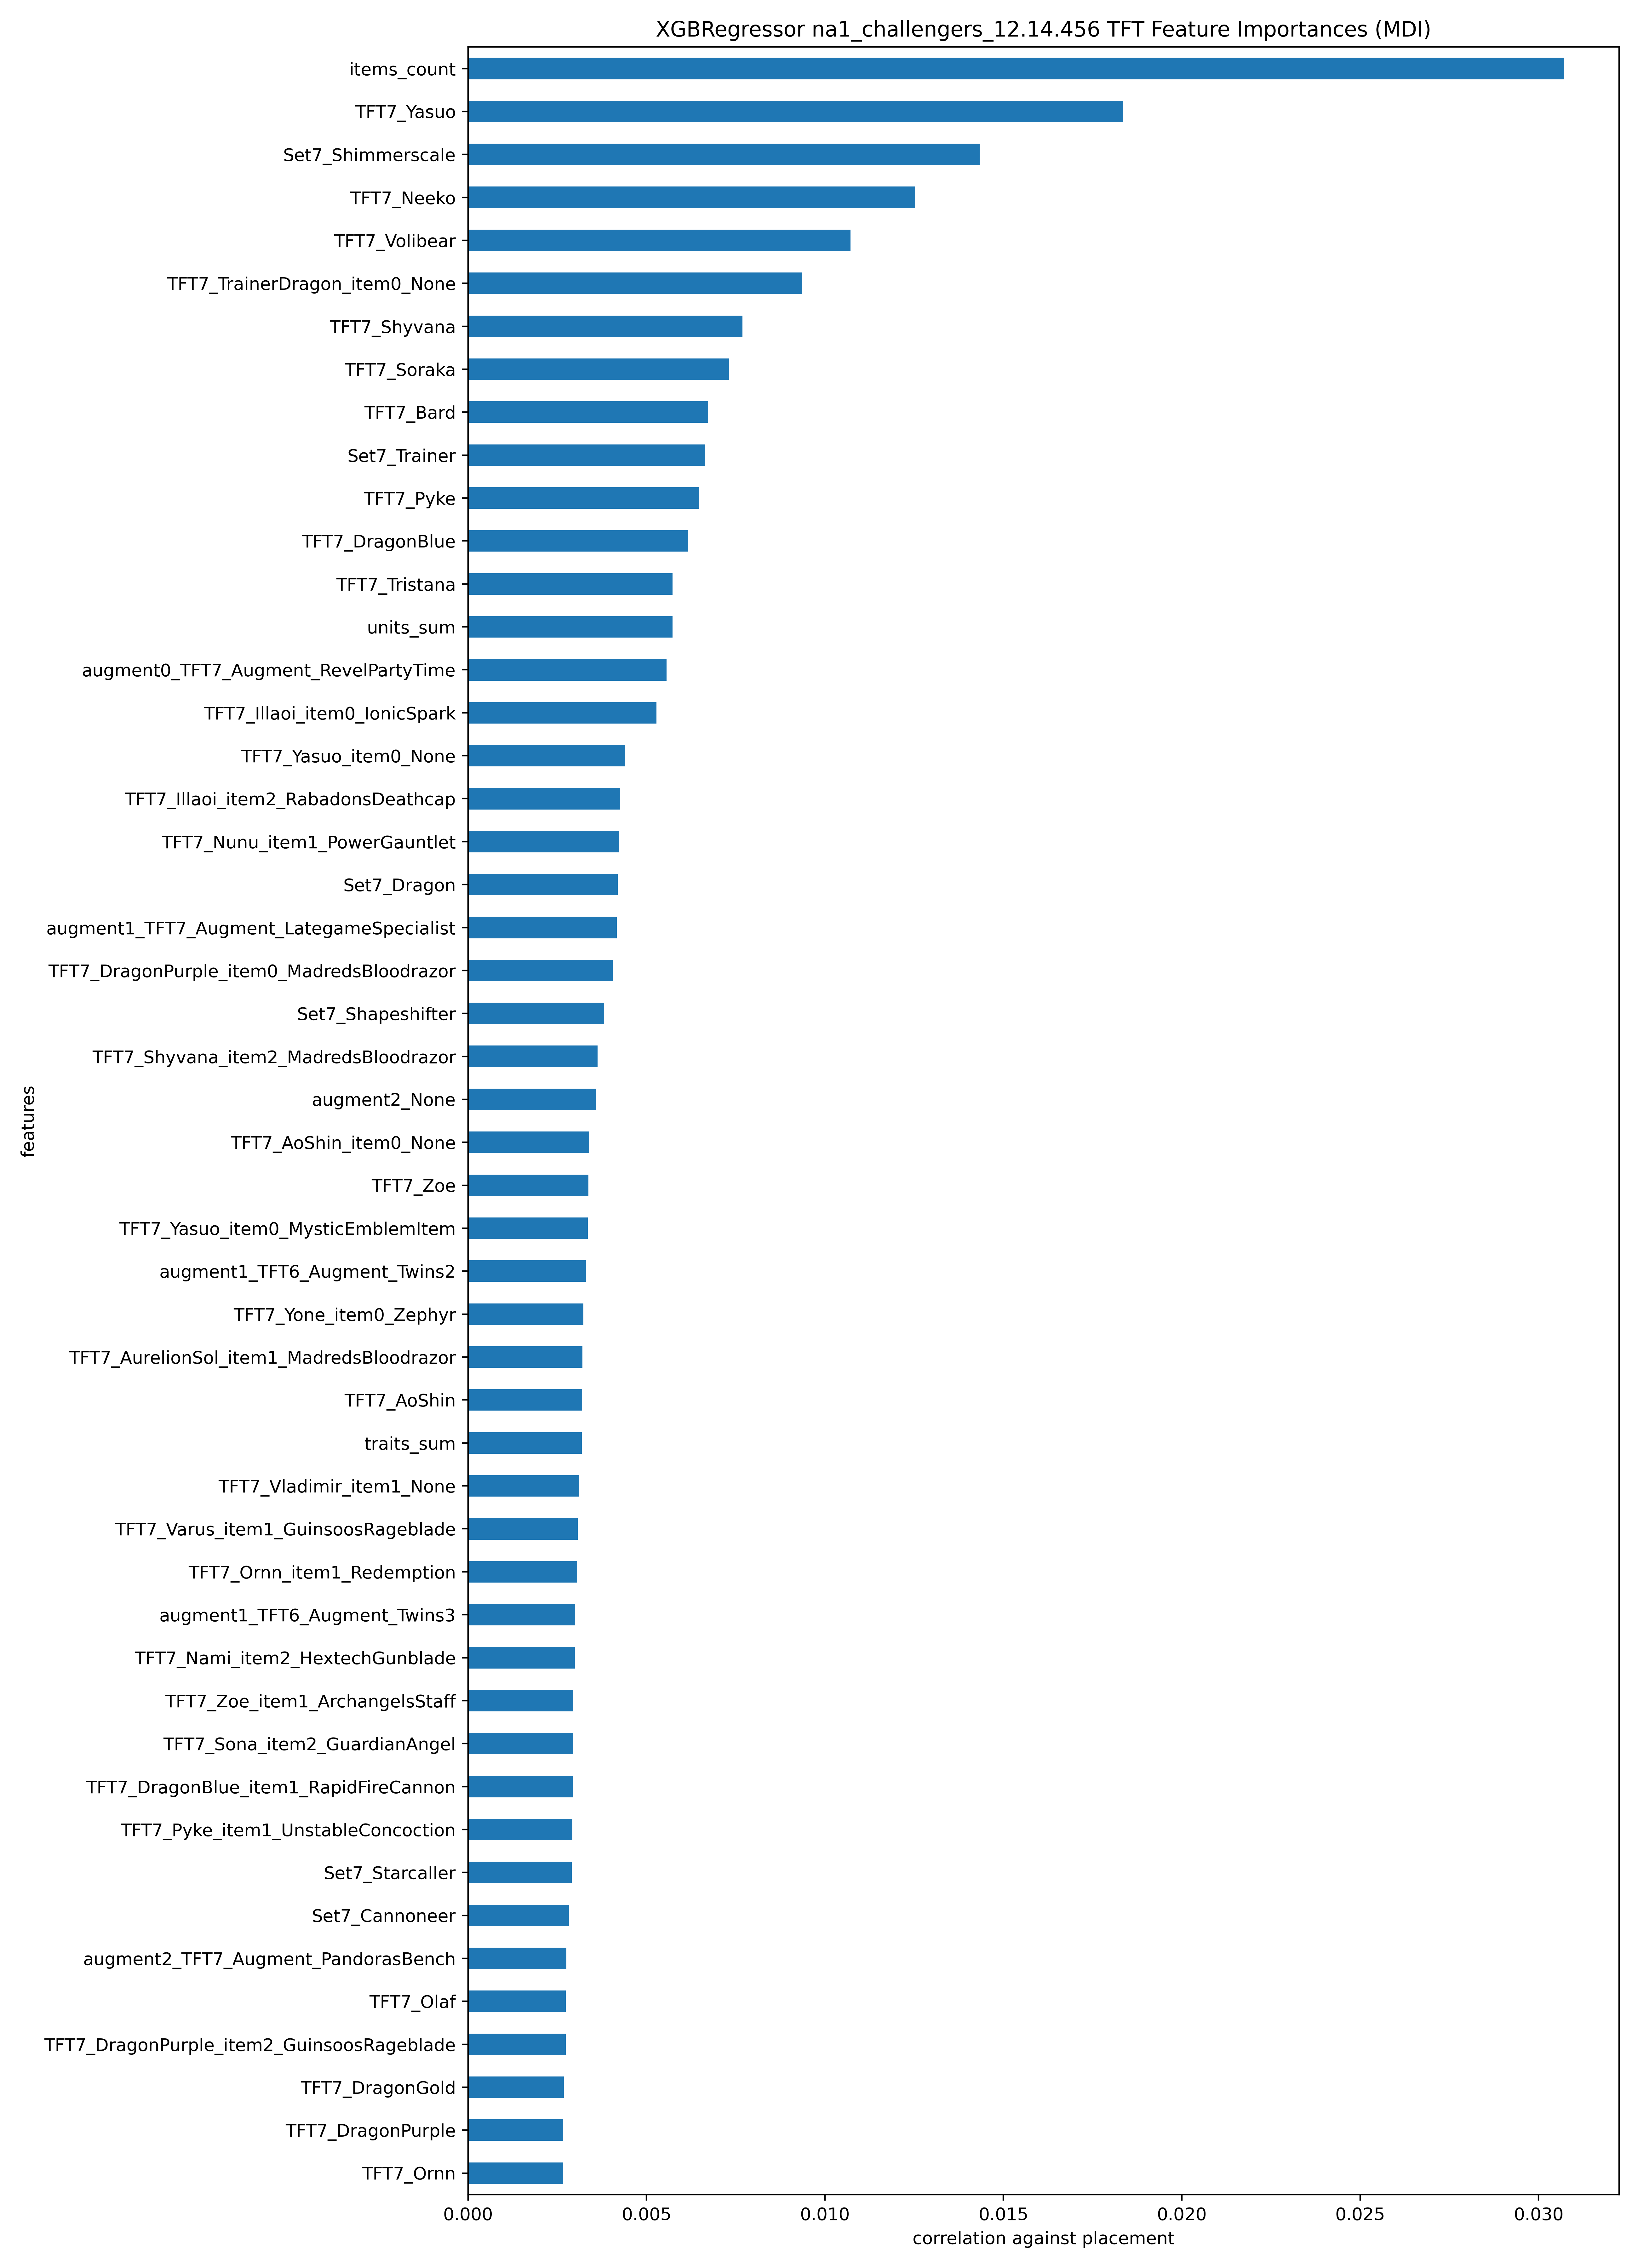 XGBRegressor na1_challengers_12.14.456 TFT Feature Importances (MDI)
items_count
TFT7_Yasuo
Set7_Shimmerscale
TFT7_Neeko
TFT7_Volibear
TFT7_TrainerDragon_item0_None
TFT7_Shyvana
TFT7_Soraka
TFT7_Bard
Set7_Trainer
TFT7_Pyke
TFT7_DragonBlue
TFT7_Tristana
units_sum
augment0_TFT7_Augment_RevelPartyTime
TFT7_Illaoi_item0_IonicSpark
TFT7_Yasuo_item0_None
TFT7_Illaoi_item2_RabadonsDeathcap
TFT7_Nunu_item1_PowerGauntlet
Set7_Dragon
augment1_TFT7_Augment_LategameSpecialist
TFT7_DragonPurple_item0_MadredsBloodrazor
Set7_Shapeshifter
TFT7_Shyvana_item2_MadredsBloodrazor
augment2_None
TFT7_AoShin_item0_None
TFT7_Zoe
TFT7_Yasuo_item0_MysticEmblemItem
augment1_TFT6_Augment_Twins2
TFT7_Yone_item0_Zephyr
TFT7_AurelionSol_item1_MadredsBloodrazor
TFT7_AoShin
traits_sum
TFT7_Vladimir_item1_None
TFT7_Varus_item1_GuinsoosRageblade
TFT7_Ornn_item1_Redemption
augment1_TFT6_Augment_Twins3
TFT7_Nami_item2_HextechGunblade
TFT7_Zoe_item1_ArchangelsStaff
TFT7_Sona_item2_GuardianAngel
TFT7_DragonBlue_item1_RapidFireCannon
TFT7_Pyke_item1_UnstableConcoction
Set7_Starcaller
Set7_Cannoneer
augment2_TFT7_Augment_PandorasBench
TFT7_Olaf
TFT7_DragonPurple_item2_GuinsoosRageblade
TFT7_DragonGold
TFT7_DragonPurple
TFT7_Ornn
features
0.000 0.005 0.010 0.015 0.020 0.025 0.030
correlation against placement